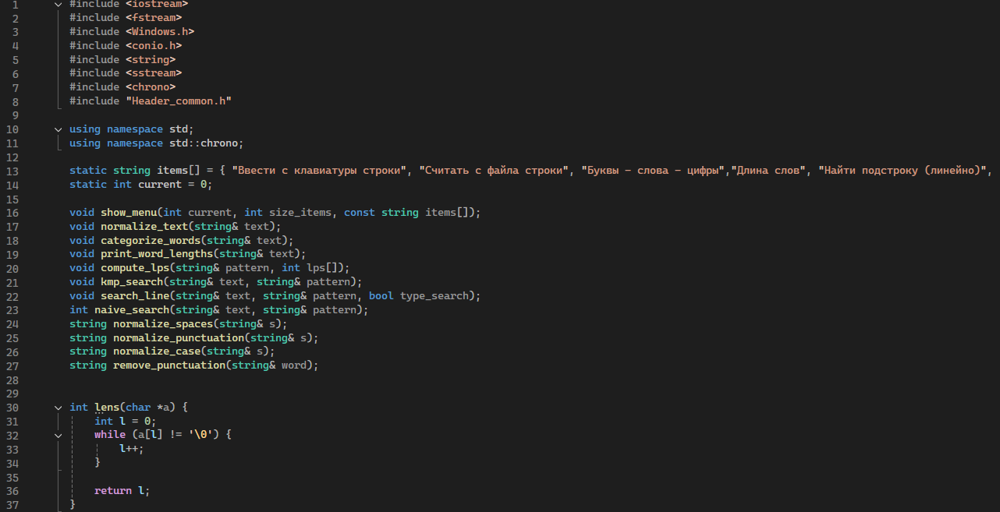 1 #include <iostream>
2 #include <fstream>
3 #include <Windows.h>
4 #include <conio.h>
5 #include <string>
6 #include <sstream>
7 #include <chrono>
8 #include "Header_common.h"
9
10 using namespace std;
11 using namespace std::chrono;
12
13 static string items[] = { "Ввести с клавиатуры строки", "Считать с файла строки", "Буквы - слова - цифры","Длина слов", "Найти подстроку (линейно)",
14 static int current = 0;
15
16 void show_menu(int current, int size_items, const string items[]);
17 void normalize_text(string& text);
18 void categorize_words(string& text);
19 void print_word_lengths(string& text);
20 void compute_lps(string& pattern, int lps[]);
21 void kmp_search(string& text, string& pattern);
22 void search_line(string& text, string& pattern, bool type_search);
23 int naive_search(string& text, string& pattern);
24 string normalize_spaces(string& s);
25 string normalize_punctuation(string& s);
26 string normalize_case(string& s);
27 string remove_punctuation(string& word);
28
29
30 int lens(char *a) {
31 int l = 0;
32 while (a[l] != '\0') {
33 l++;
34 }
35
36 return l;
37 }